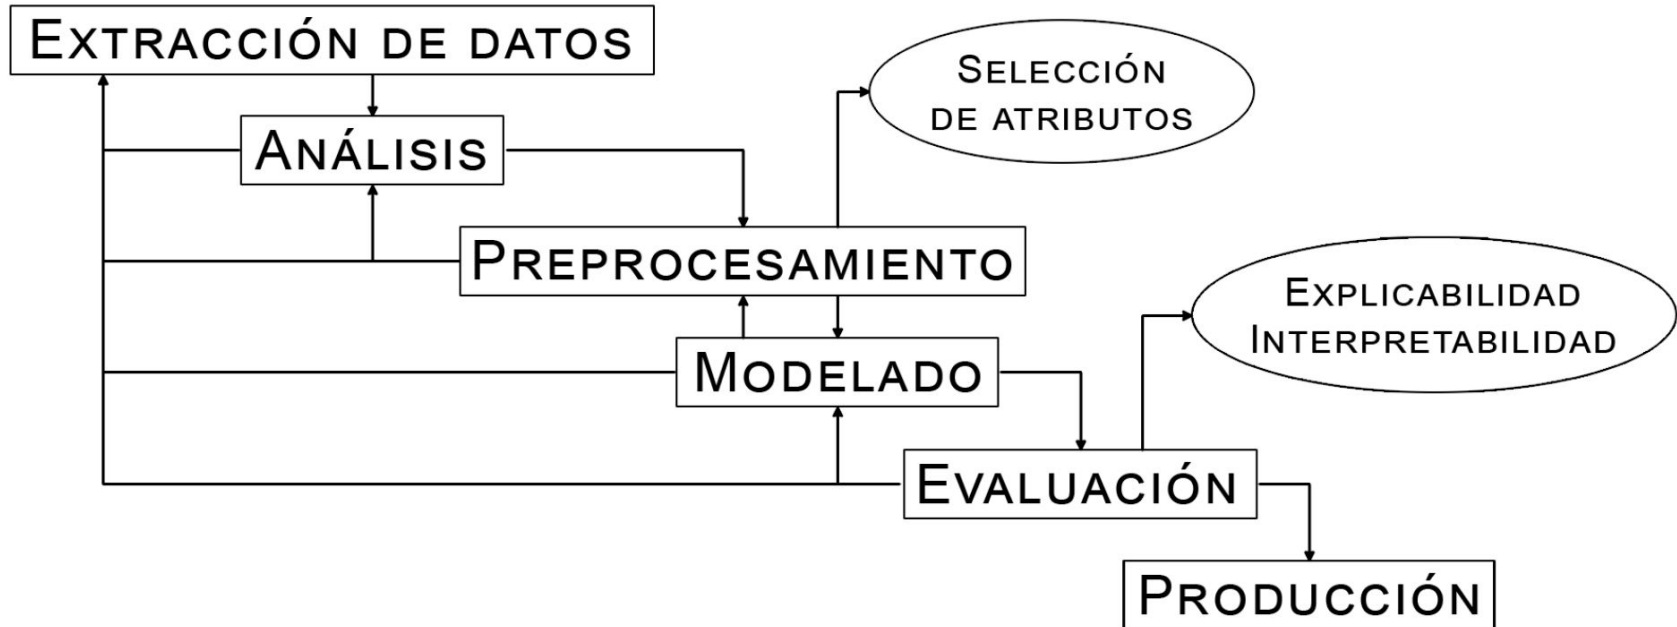 Extracción de datos
Selección
de atributos
Análisis
Preprocesamiento
Explicabilidad
Interpretabilidad
Modelado
Evaluación
Producción